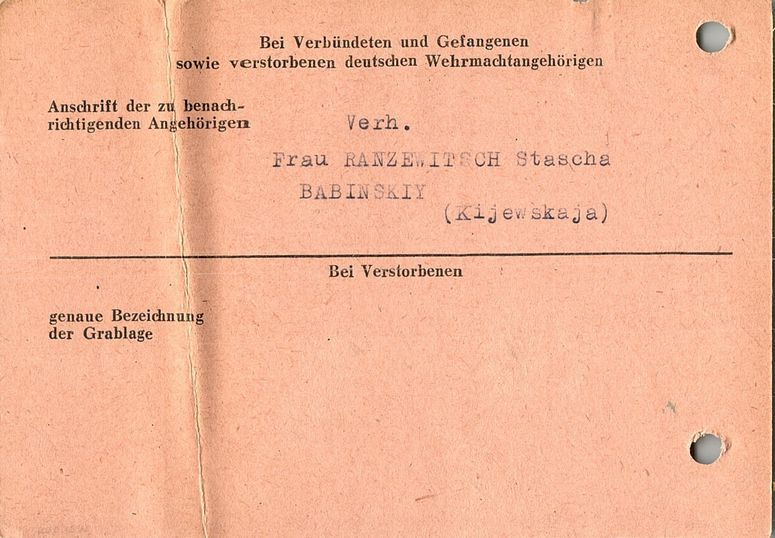 Bei Verbündeten und Gefangenen
sowie verstorbenen deutschen Wehrmachtangehörigen
Anschrift der zu benach-
richtigenden Angehörigen
Verh.
Frau RANZEWITSCH Stascha
BABINSKIY
(Kijewskaja)
Bei Verstorbenen
genaue Bezeichnung
der Grablage